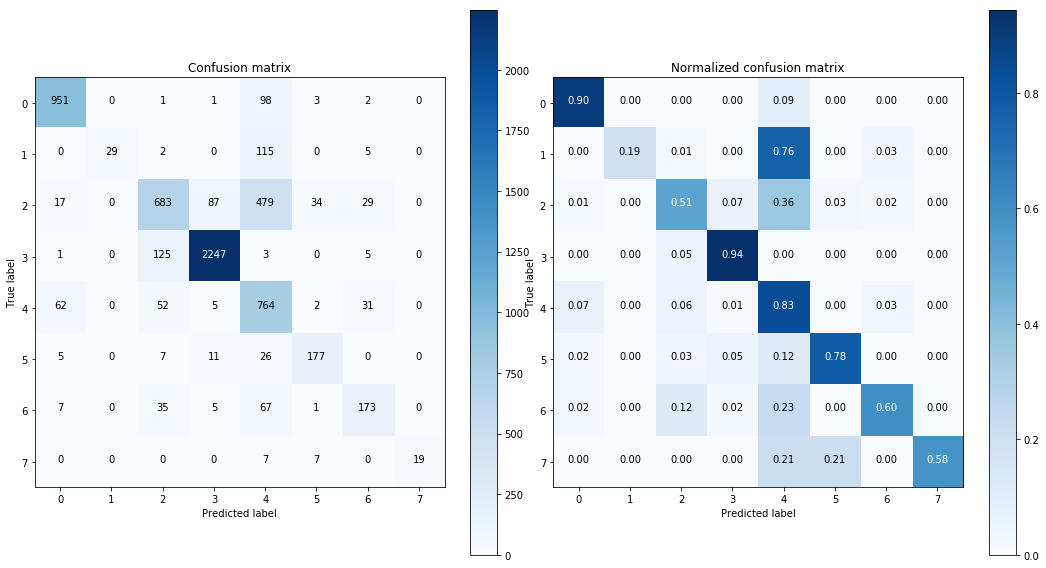 Confusion matrix
0 951 0 1 1 98 3 2 0
1 0 29 2 0 115 0 5 0
2 17 0 683 87 479 34 29 0
3 1 0 125 2247 3 0 5 0
4 62 0 52 5 764 2 31 0
5 5 0 7 11 26 177 0 0
6 7 0 35 5 67 1 173 0
7 0 0 0 0 7 7 0 19
0 1 2 3 4 5 6 7
True label
Predicted label
2000
1750
1500
1250
1000
750
500
250
0
Normalized confusion matrix
0 0.90 0.00 0.00 0.00 0.09 0.00 0.00 0.00
1 0.00 0.19 0.01 0.00 0.76 0.00 0.03 0.00
2 0.01 0.00 0.51 0.07 0.36 0.03 0.02 0.00
3 0.00 0.00 0.05 0.94 0.00 0.00 0.00 0.00
4 0.07 0.00 0.06 0.01 0.83 0.00 0.03 0.00
5 0.02 0.00 0.03 0.05 0.12 0.78 0.00 0.00
6 0.02 0.00 0.12 0.02 0.23 0.00 0.60 0.00
7 0.00 0.00 0.00 0.00 0.21 0.21 0.00 0.58
0 1 2 3 4 5 6 7
True label
Predicted label
0.8
0.6
0.4
0.2
0.0